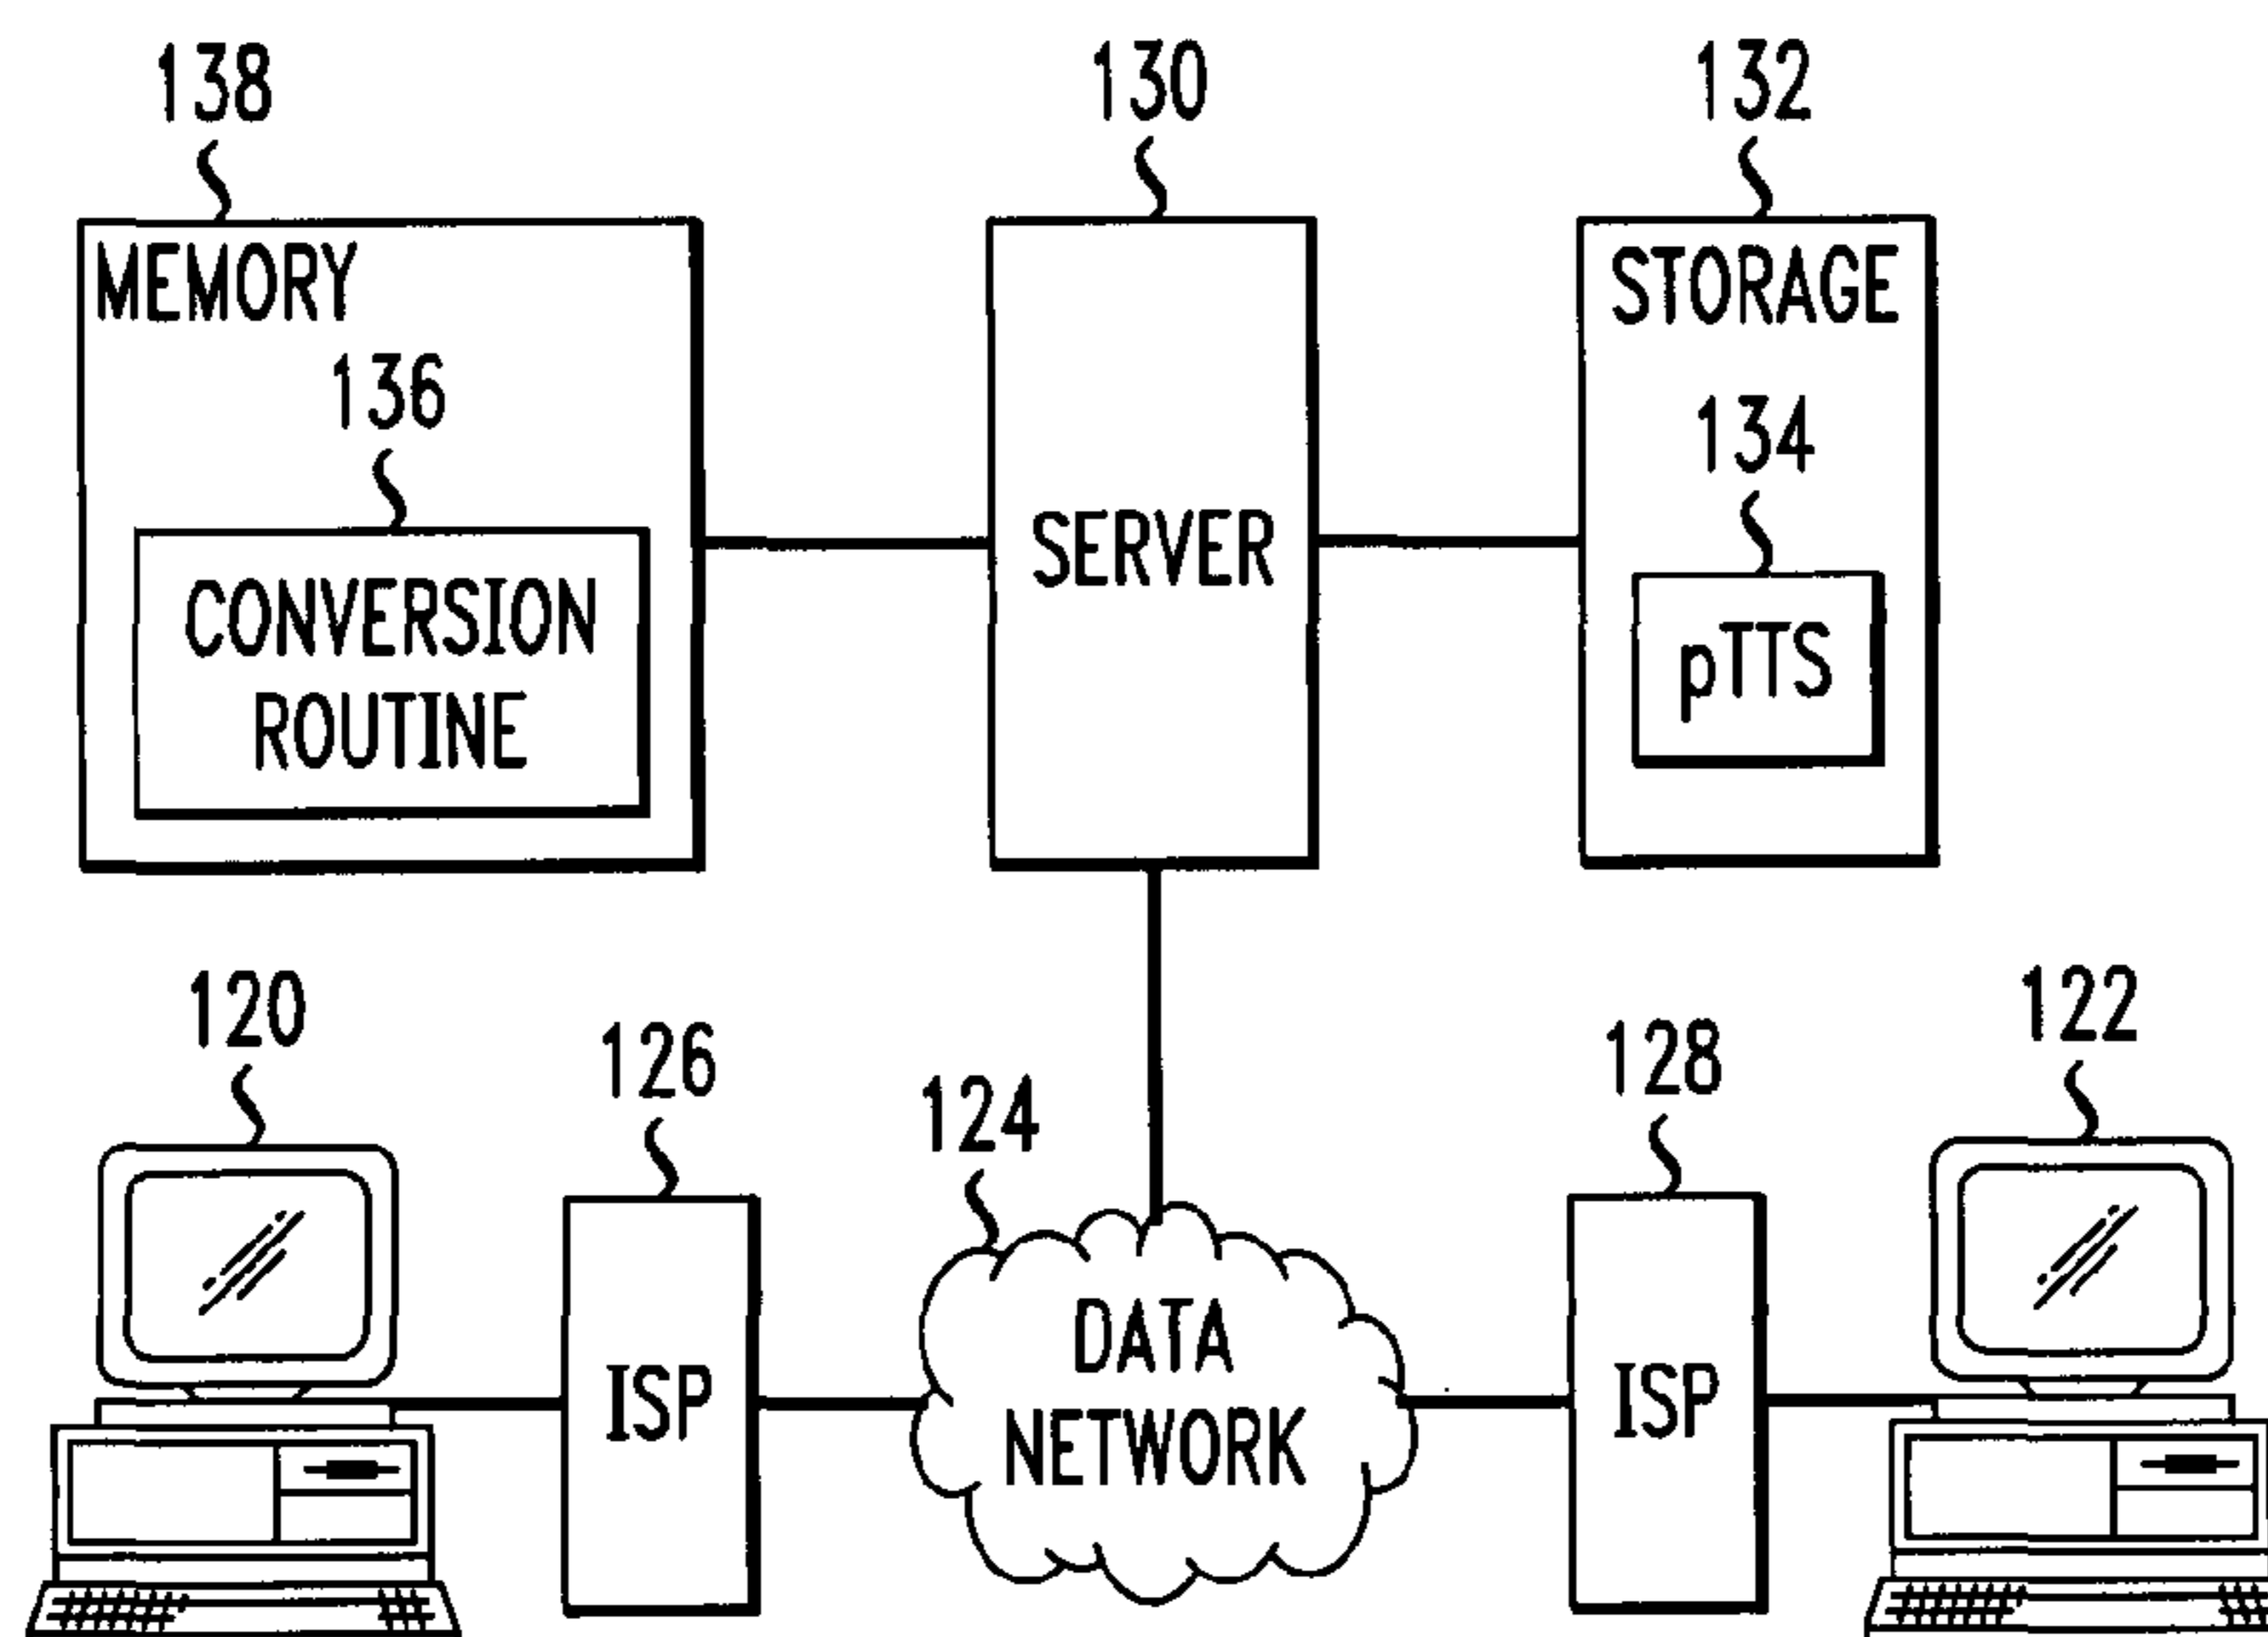 138
130
132
MEMORY
STORAGE
136
134
SERVER
CONVERSION
ROUTINE
pTTS
120
122
126
128
124
DATA
NETWORK
ISP
ISP